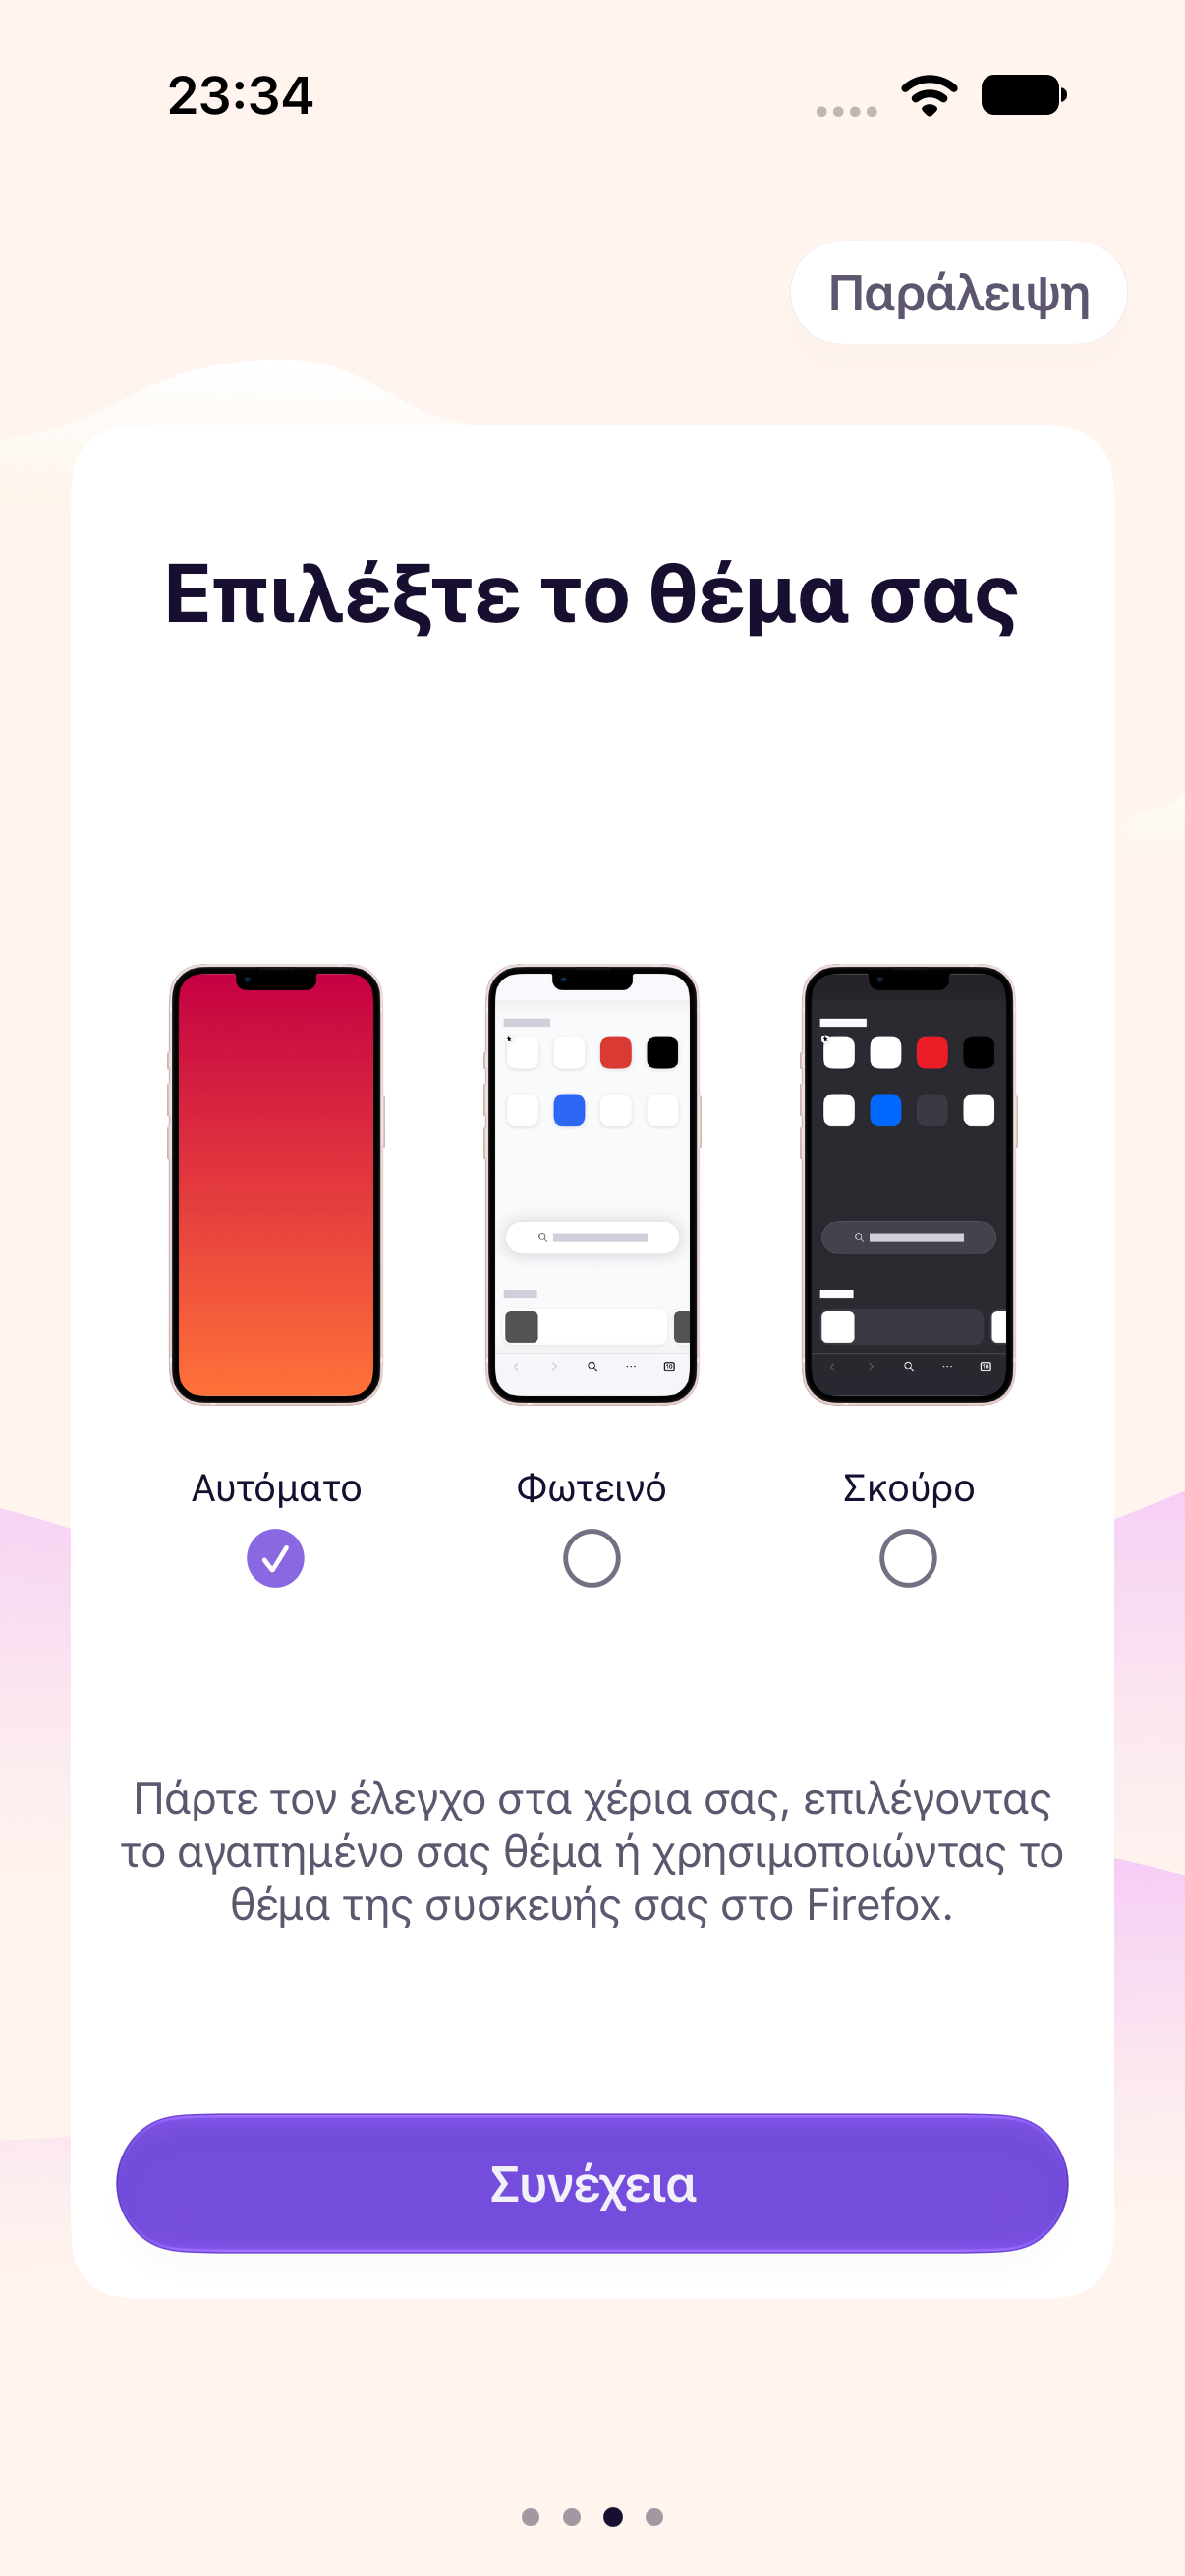 23:34
Παράλειψη
Επιλέξτε το θέμα σας
Αυτόματο
Φωτεινό
Σκούρο
Πάρτε τον έλεγχο στα χέρια σας, επιλέγοντας
το αγαπημένο σας θέμα ή χρησιμοποιώντας το
θέμα της συσκευής σας στο Firefox.
Συνέχεια